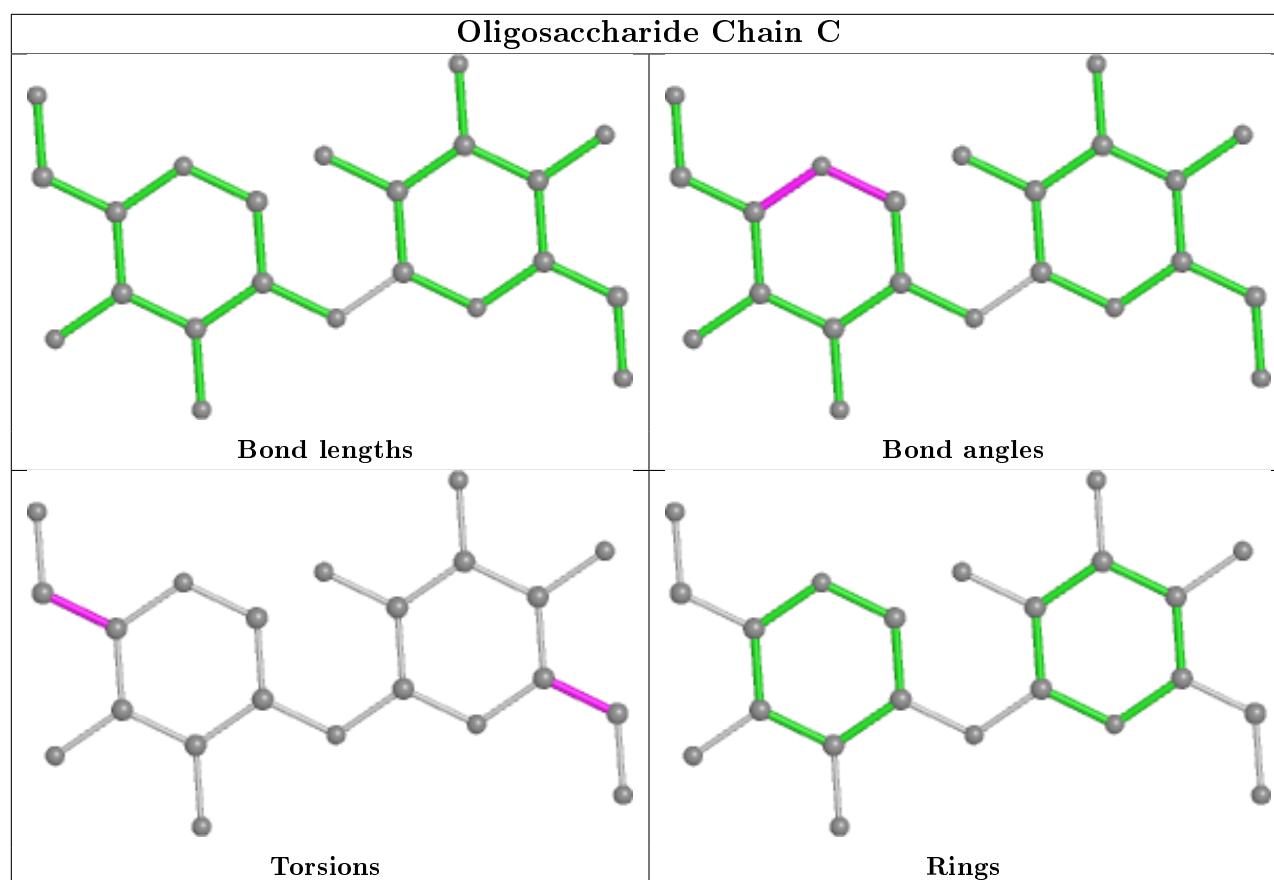 Oligosaccharide Chain C
Bond lengths
Bond angles
Torsions
Rings